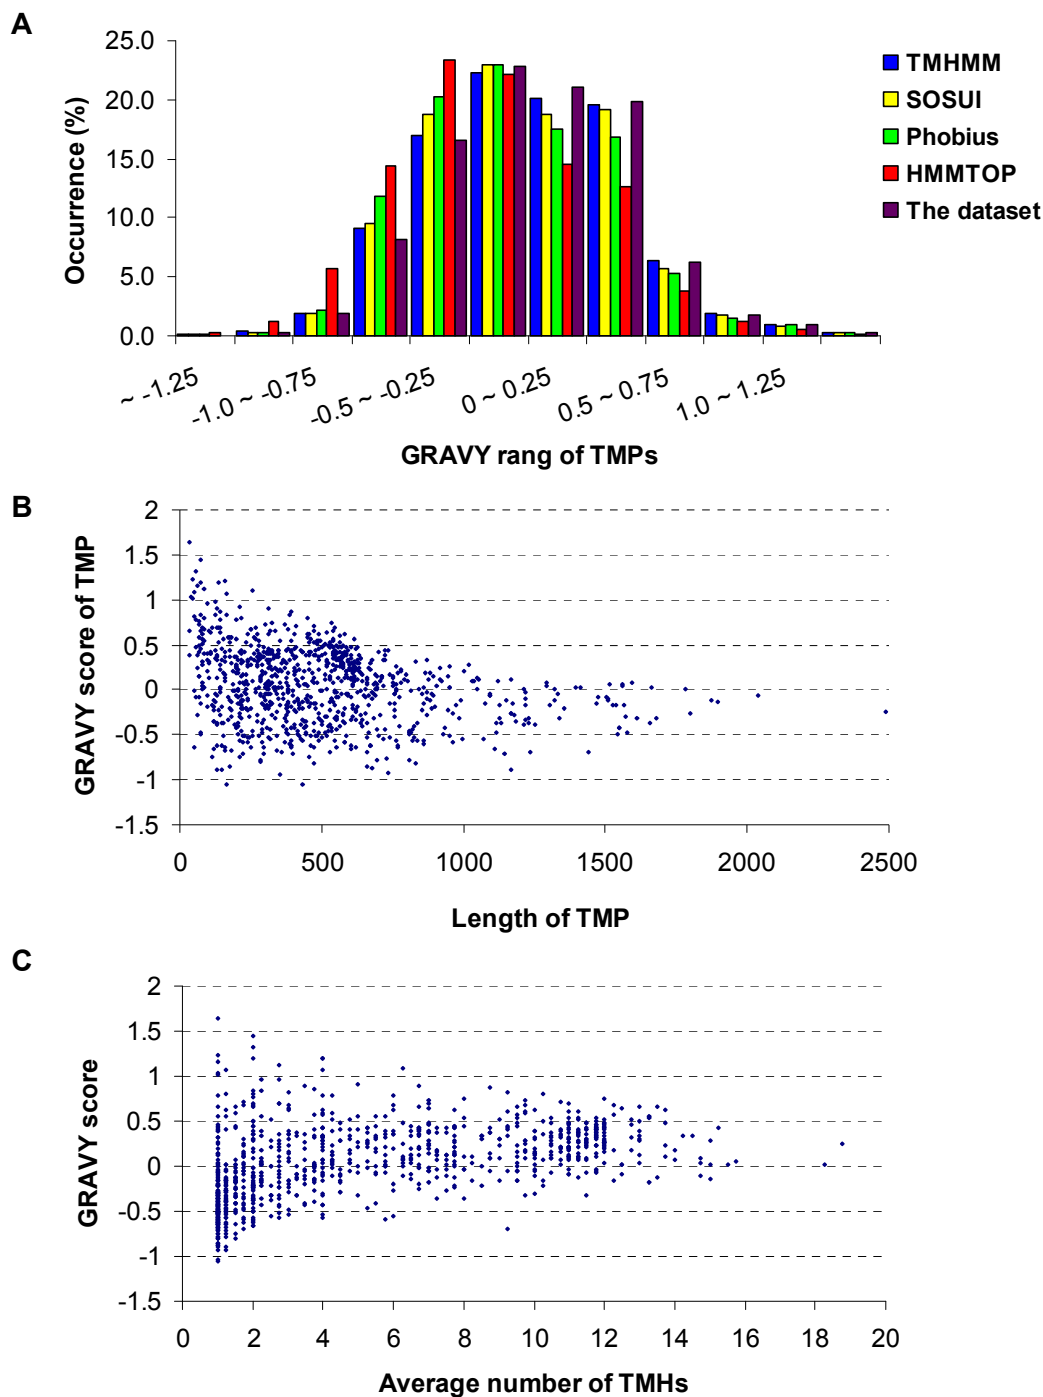 A
25.0
20.0
15.0
10.0
5.0
0.0
Occurrence (%)
TMHMM
SOSUI
Phobius
HMMTOP
The dataset
~ -1.25
-1.0 ~ -0.75
-0.5 ~ -0.25
0 ~ 0.25
0.5 ~ 0.75
1.0 ~ 1.25
GRAVY rang of TMPs
B
2
1.5
1
0.5
0
-0.5
-1
-1.5
GRAVY score of TMP
0 500 1000 1500 2000 2500
Length of TMP
C
2
1.5
1
0.5
0
-0.5
-1
-1.5
GRAVY score
0 2 4 6 8 10 12 14 16 18 20
Average number of TMHs